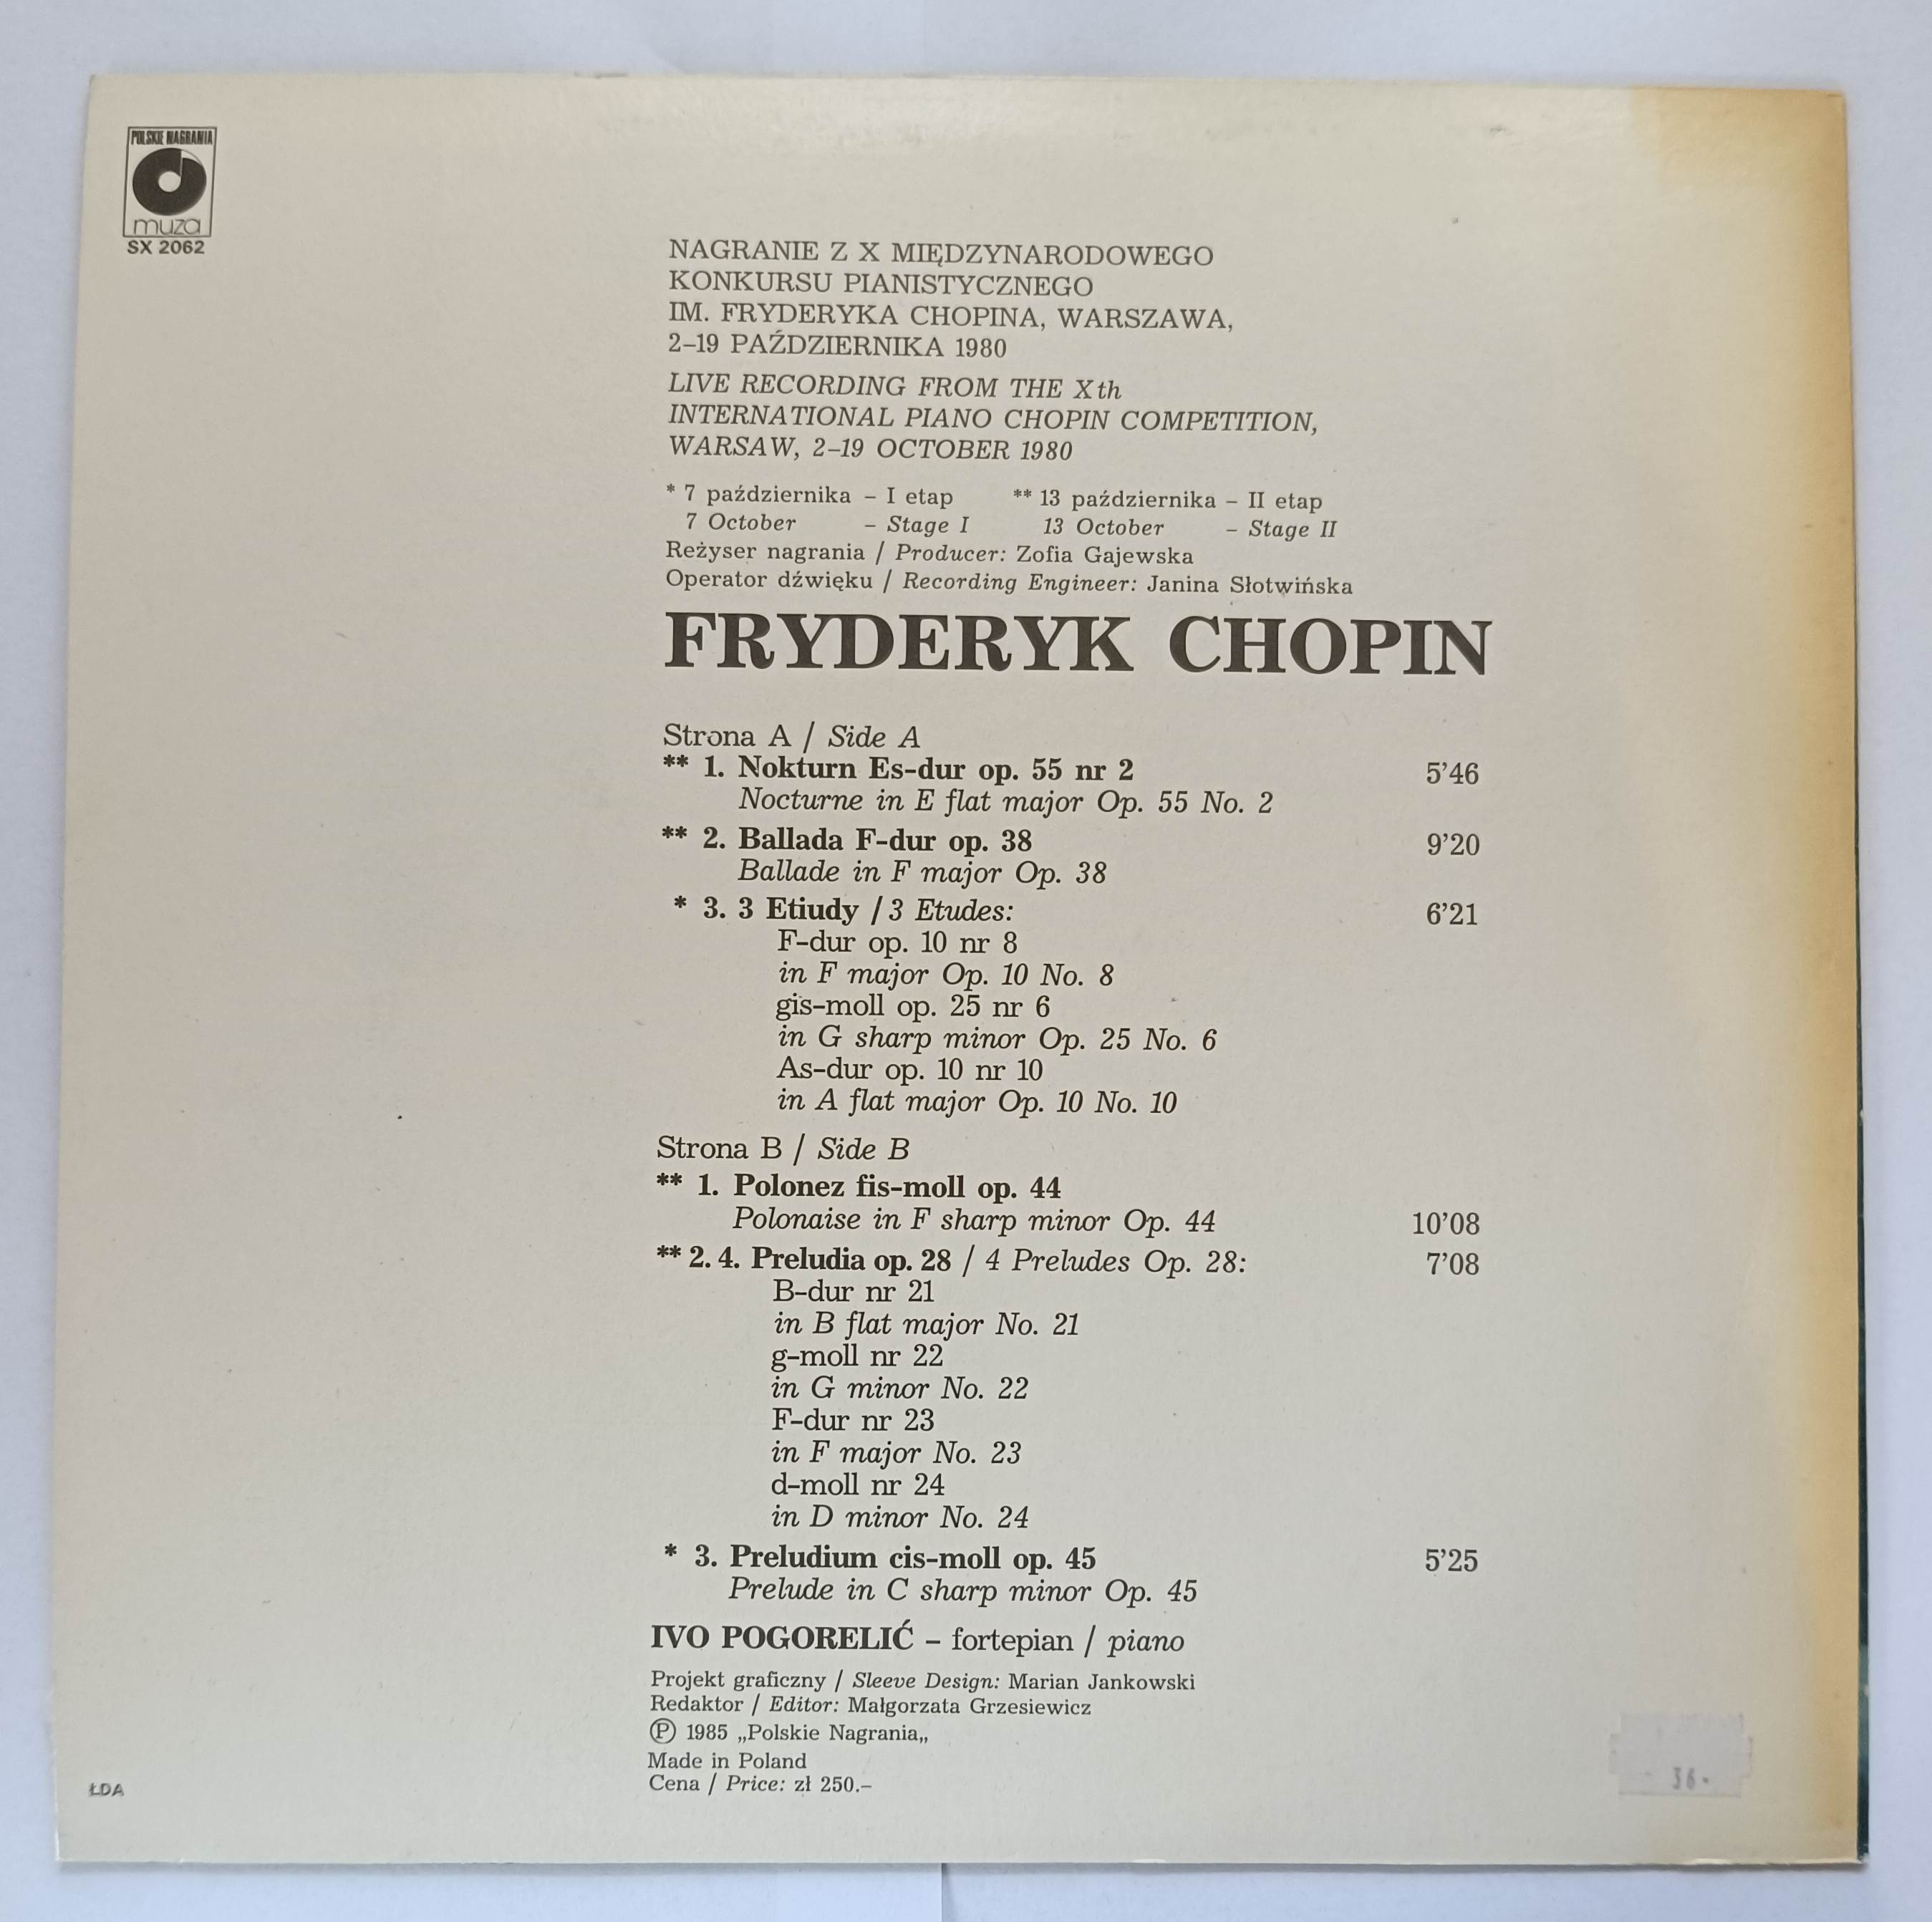 POLSKIE NAGRANIA
muza
SX 2062
NAGRANIE Z X MIĘDZYNARODOWEGO
KONKURSU PIANISTYCZNEGO
IM. FRYDERYKA CHOPINA, WARSZAWA,
2–19 PAŹDZIERNIKA 1980
LIVE RECORDING FROM THE Xth
INTERNATIONAL PIANO CHOPIN COMPETITION,
WARSAW, 2–19 OCTOBER 1980
* 7 października – I etap ** 13 października – II etap
7 October – Stage I 13 October – Stage II
Reżyser nagrania / Producer: Zofia Gajewska
Operator dźwięku / Recording Engineer: Janina Słotwińska
FRYDERYK CHOPIN
Strona A / Side A
** 1. Nokturn Es-dur op. 55 nr 2 5’46
Nocturne in E flat major Op. 55 No. 2
** 2. Ballada F-dur op. 38 9’20
Ballade in F major Op. 38
* 3. 3 Etiudy / 3 Etudes: 6’21
F-dur op. 10 nr 8
in F major Op. 10 No. 8
gis-moll op. 25 nr 6
in G sharp minor Op. 25 No. 6
As-dur op. 10 nr 10
in A flat major Op. 10 No. 10
Strona B / Side B
** 1. Polonez fis-moll op. 44
Polonaise in F sharp minor Op. 44 10’08
** 2. 4. Preludia op. 28 / 4 Preludes Op. 28: 7’08
B-dur nr 21
in B flat major No. 21
g-moll nr 22
in G minor No. 22
F-dur nr 23
in F major No. 23
d-moll nr 24
in D minor No. 24
* 3. Preludium cis-moll op. 45 5’25
Prelude in C sharp minor Op. 45
IVO POGORELIĆ – fortepian / piano
Projekt graficzny / Sleeve Design: Marian Jankowski
Redaktor / Editor: Małgorzata Grzesiewicz
Ⓟ 1985 „Polskie Nagrania„
Made in Poland
Cena / Price: zł 250.–
ŁDA
36.